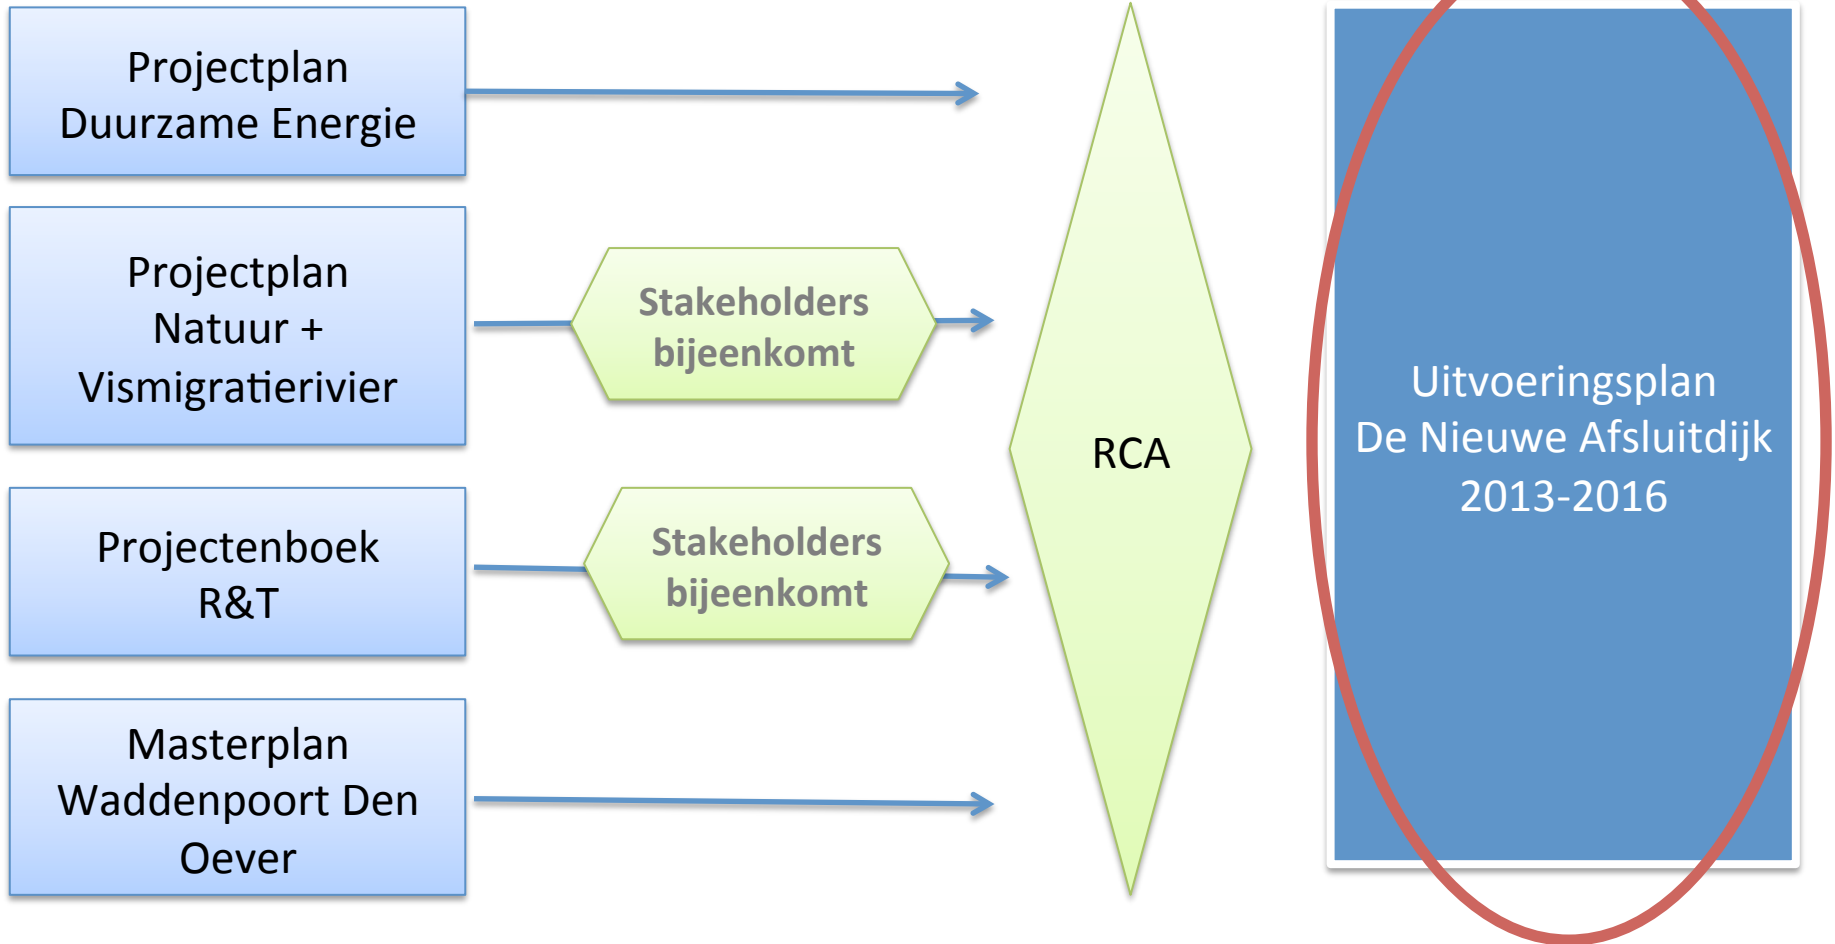 Projectplan
Duurzame Energie
Projectplan
Natuur +
Vismigratierivier
Stakeholders
bijeenkomt
Projectenboek
R&T
Stakeholders
bijeenkomt
Masterplan
Waddenpoort Den
Oever
RCA
Uitvoeringsplan
De Nieuwe Afsluitdijk
2013-2016